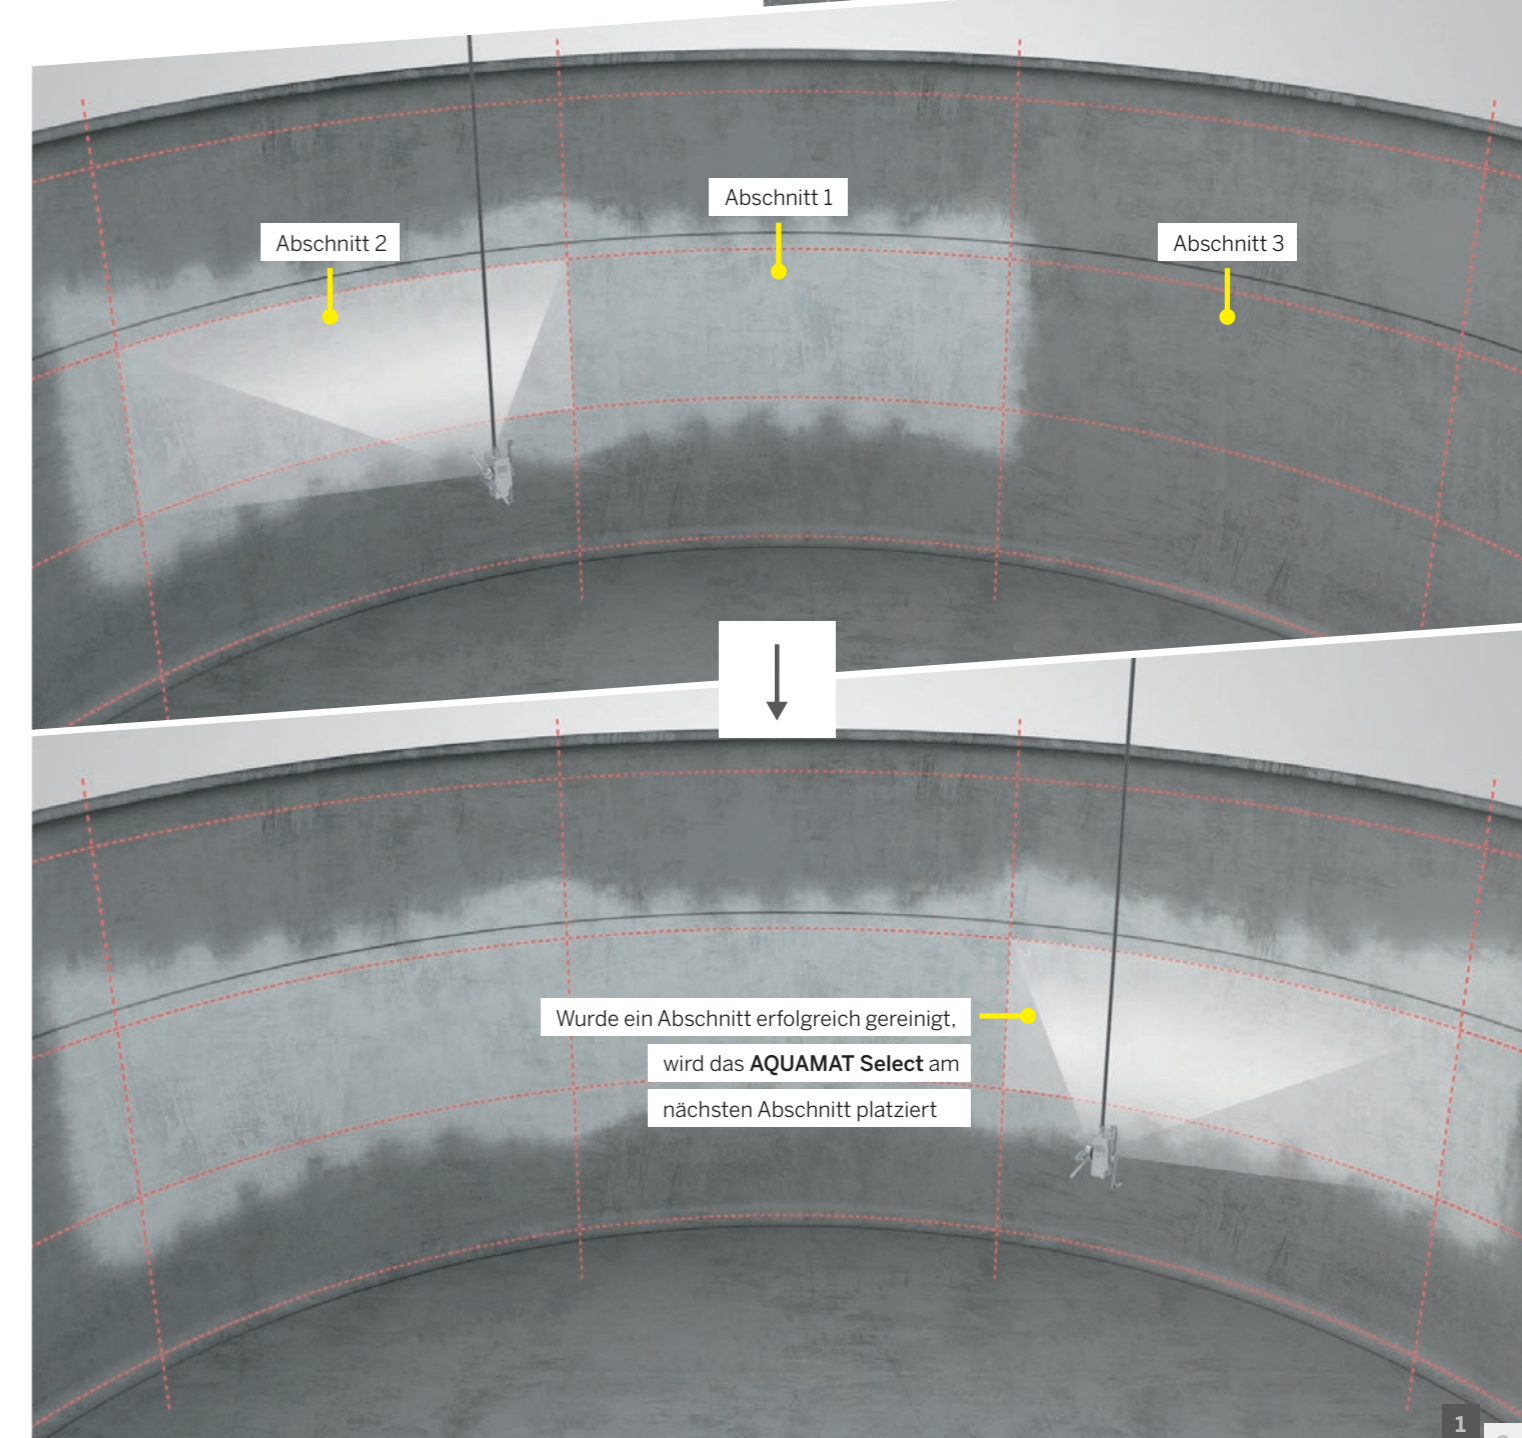 Abschnitt 1
Abschnitt 2
Abschnitt 3
Wurde ein Abschnitt erfolgreich gereinigt,
wird das AQUAMAT Select am
nächsten Abschnitt platziert
1